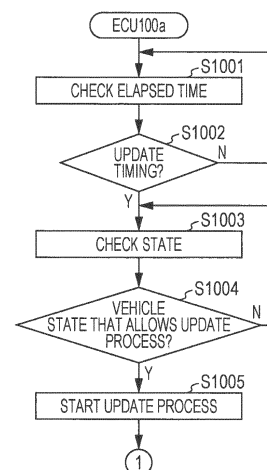 ECU100a
S1001
CHECK ELAPSED TIME
S1002
UPDATE
TIMING?
N
Y
S1003
CHECK STATE
S1004
VEHICLE
STATE THAT ALLOWS UPDATE
PROCESS?
N
Y
S1005
START UPDATE PROCESS
1